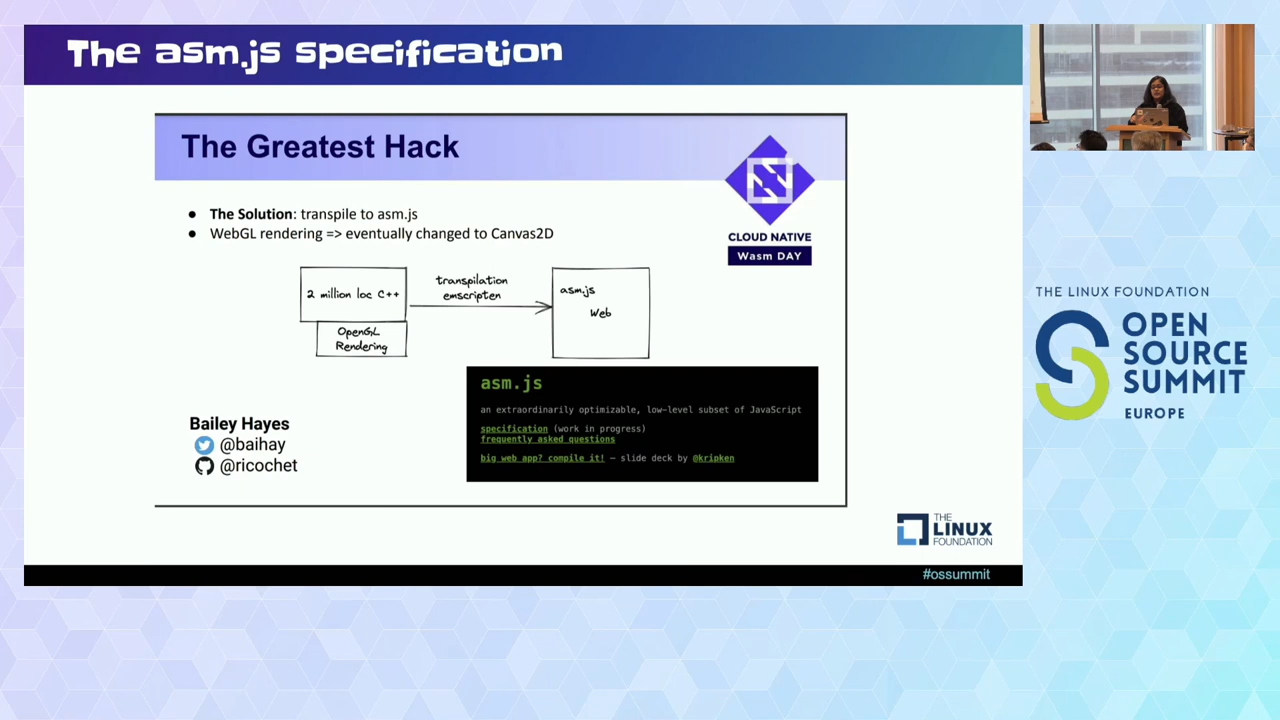 The asm.js specification
The Greatest Hack
● The Solution: transpile to asm.js
● WebGL rendering => eventually changed to Canvas2D
CLOUD NATIVE
Wasm DAY
2 million loc C++
OpenGL
Rendering
transpilation
emscripten
asm.js
Web
asm.js
an extraordinarily optimizable, low-level subset of JavaScript
specification (work in progress)
frequently asked questions
big web app? compile it! — slide deck by @kripken
Bailey Hayes
@baihay
@ricochet
THE
LINUX
FOUNDATION
#ossummit
THE LINUX FOUNDATION
OPEN
SOURCE
SUMMIT
EUROPE